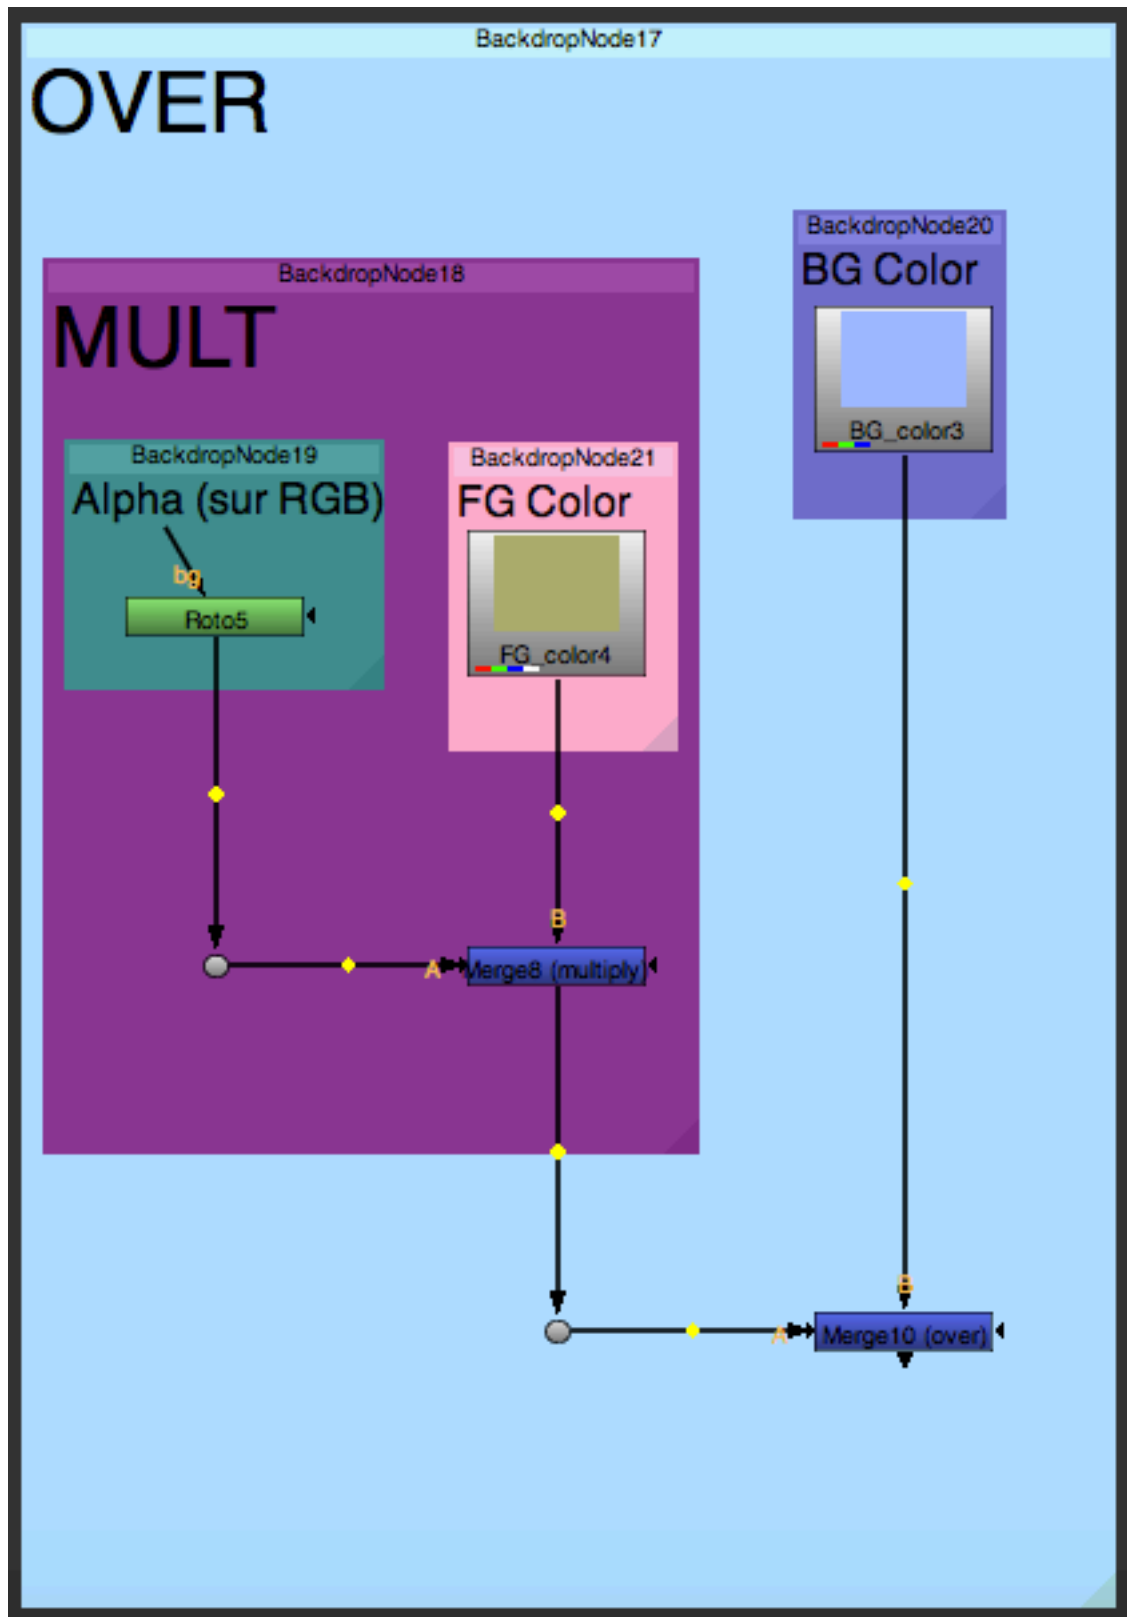 BackdropNode17
OVER
BackdropNode20
BG Color
BG_color3
BackdropNode18
MULT
BackdropNode19
Alpha (sur RGB)
bg
Roto5
BackdropNode21
FG Color
FG_color4
B
A
Merge8 (multiply)
B
A
Merge10 (over)